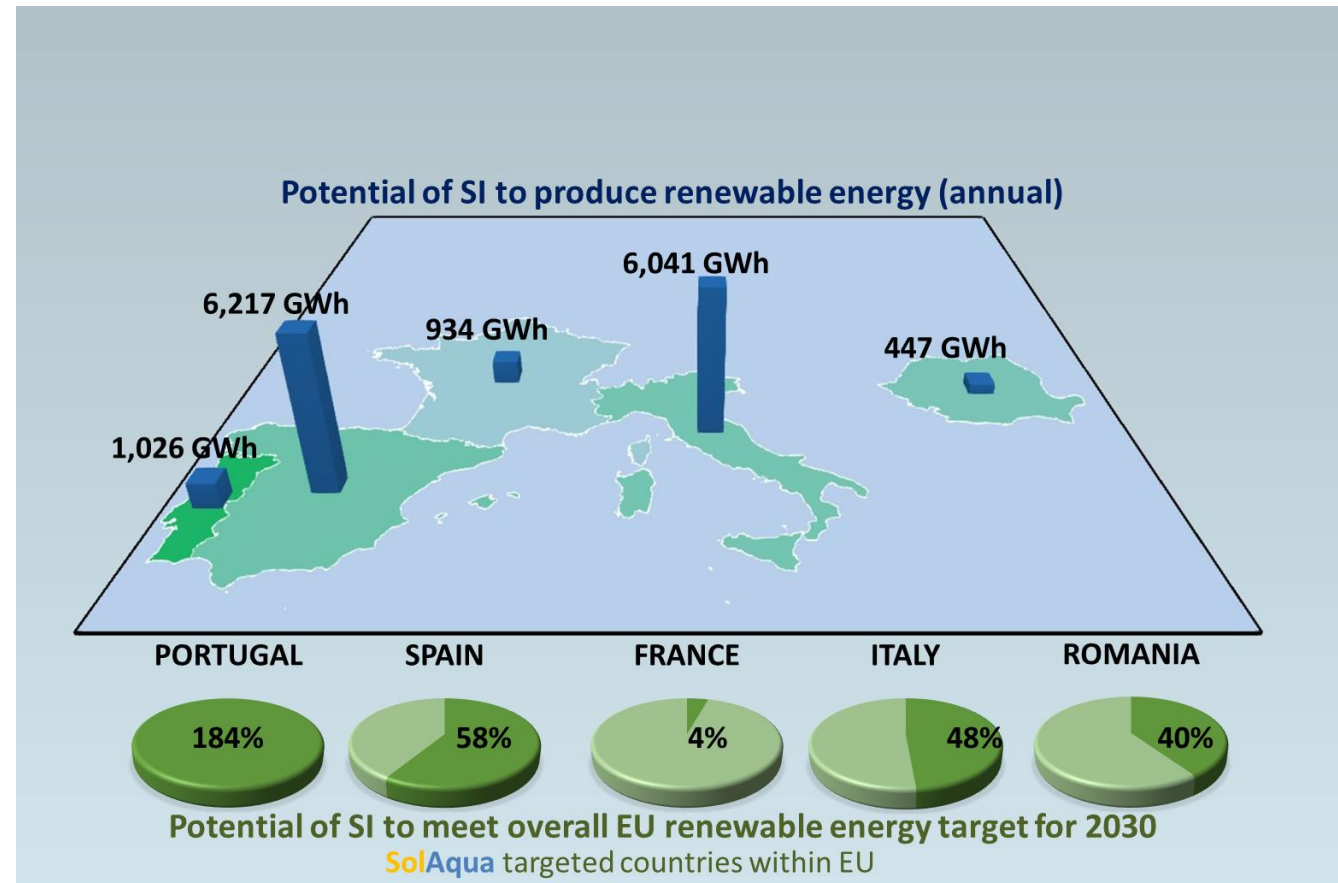 Potential of SI to produce renewable energy (annual)
6,041 GWh
6,217 GWh
934 GWh
447 GWh
1,026 GWh
PORTUGAL SPAIN FRANCE ITALY ROMANIA
184% 58% 4% 48% 40%
Potential of SI to meet overall EU renewable energy target for 2030
SolAqua targeted countries within EU